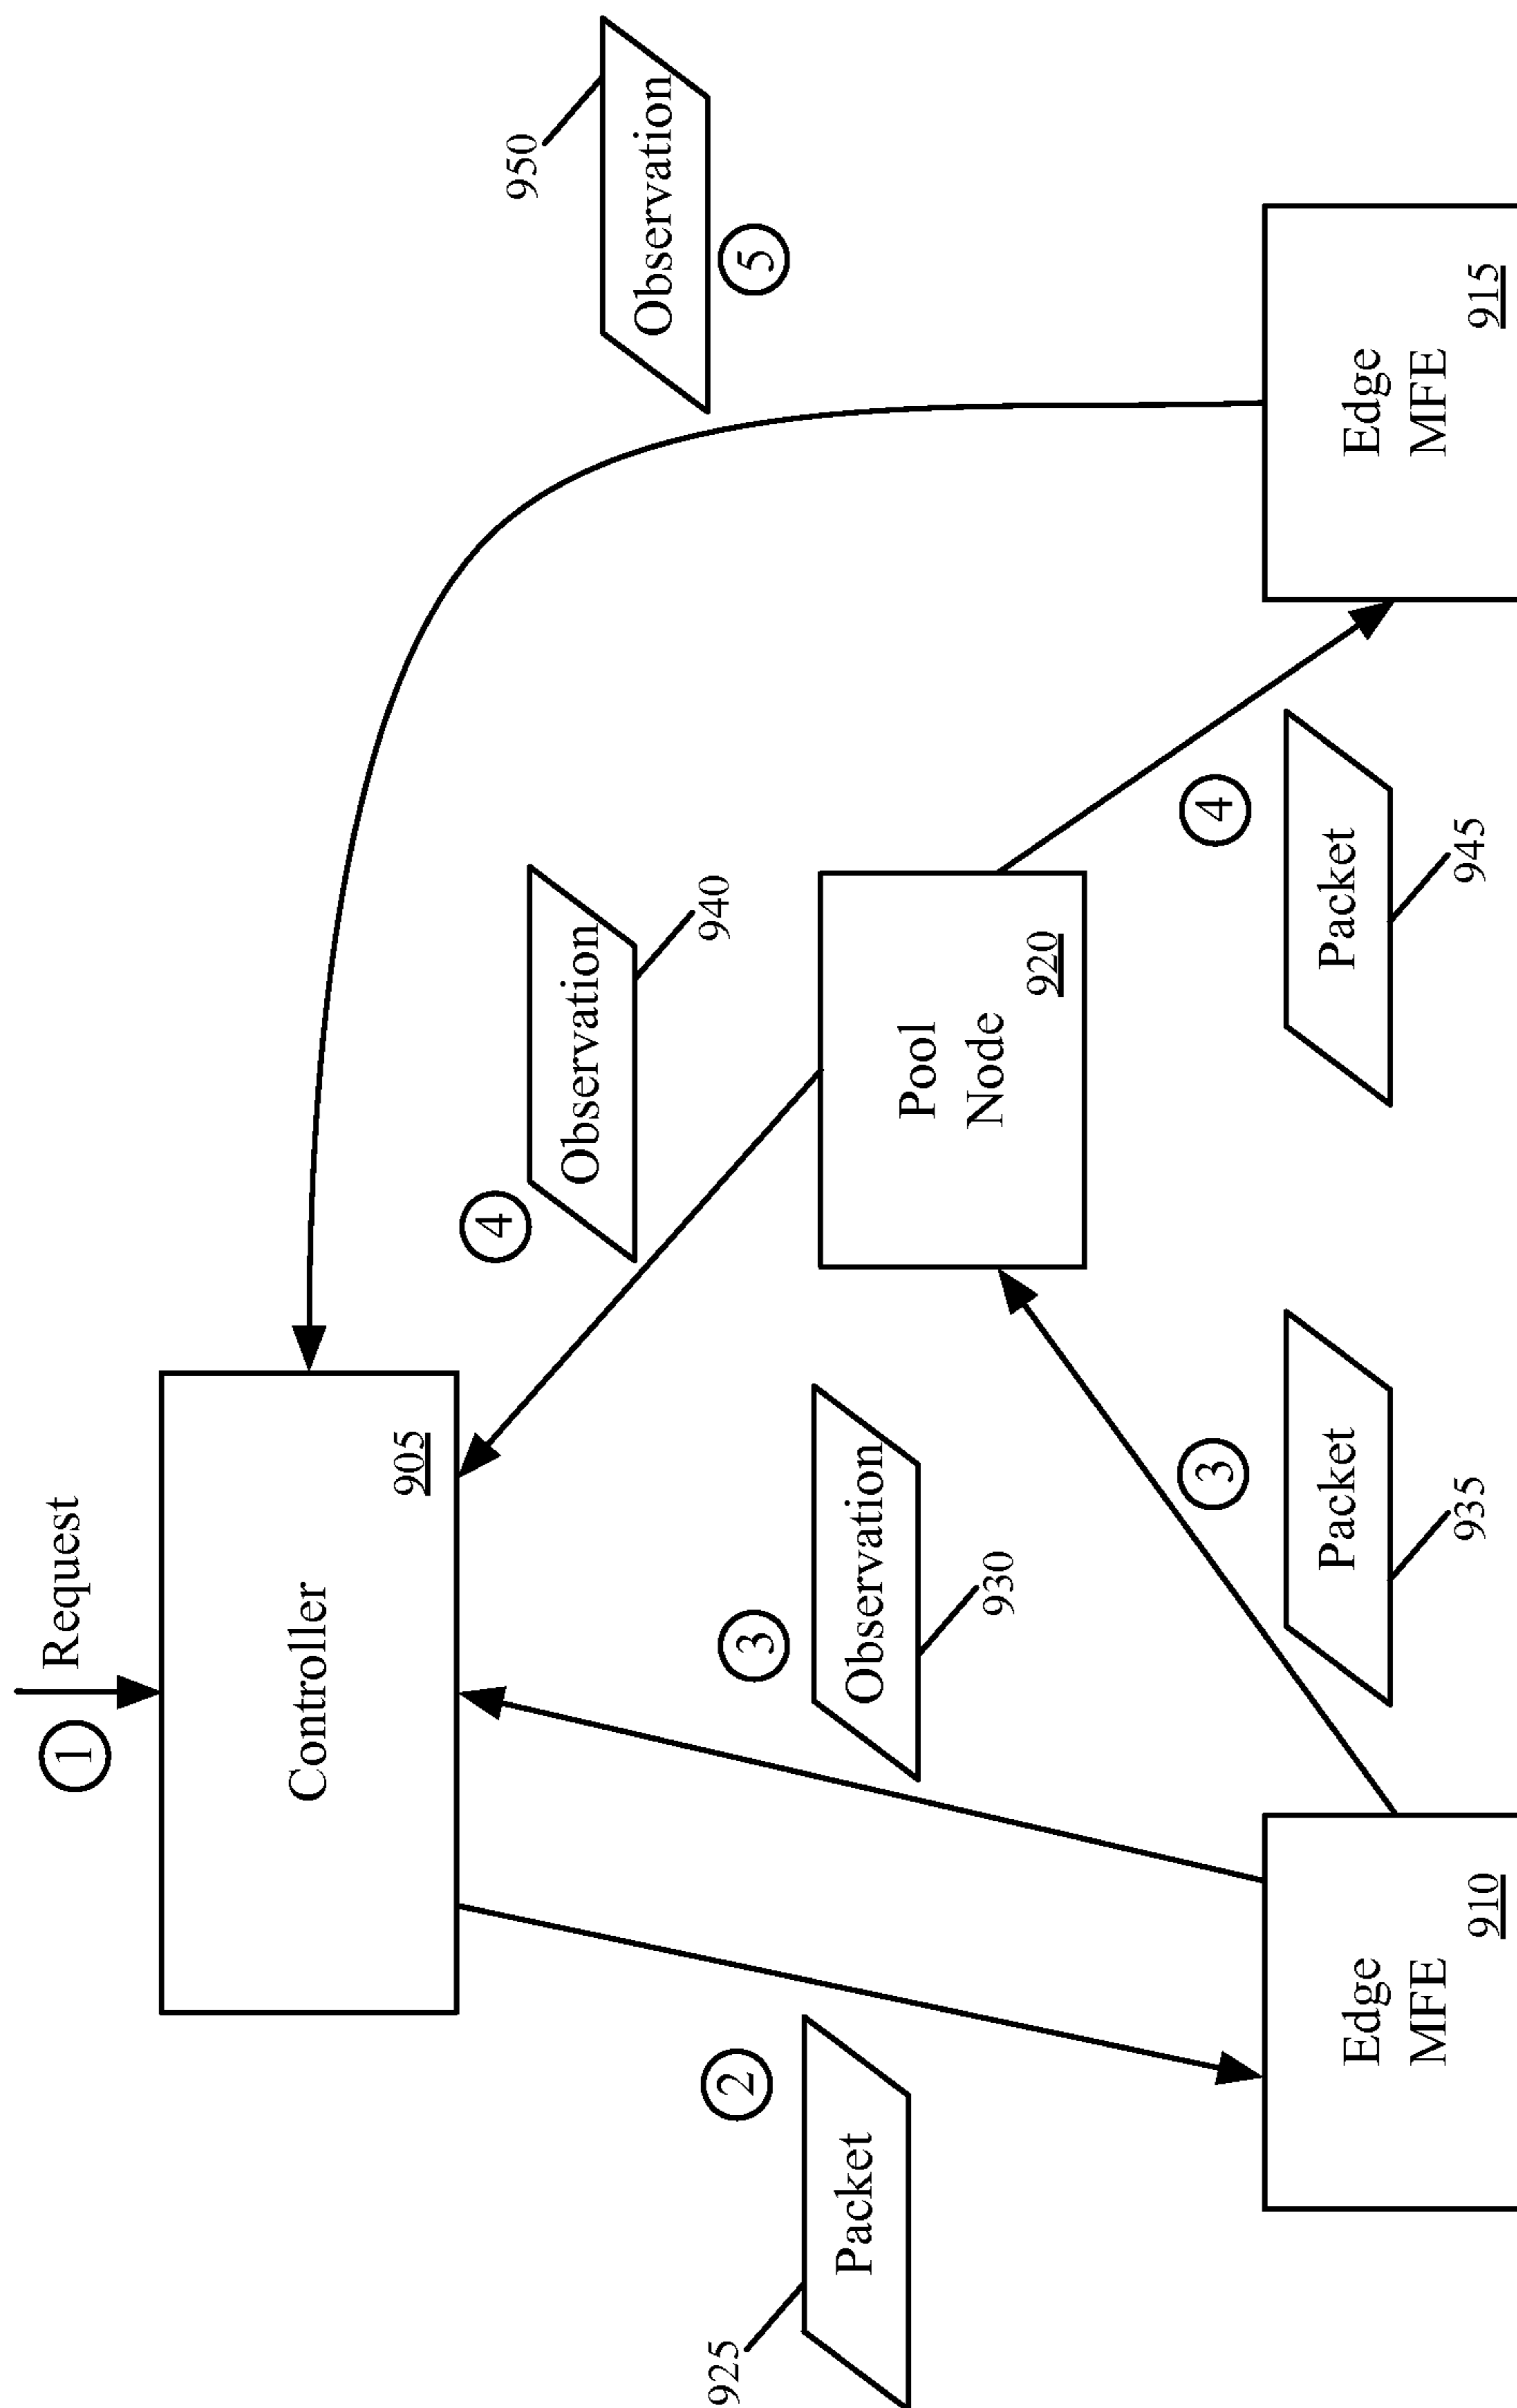 1
Request
Controller
905
2
Packet
925
3
Observation
930
4
Observation
940
Observation
950
5
Pool
Node
920
3
Packet
935
4
Packet
945
Edge
MFE
910
Edge
MFE
915